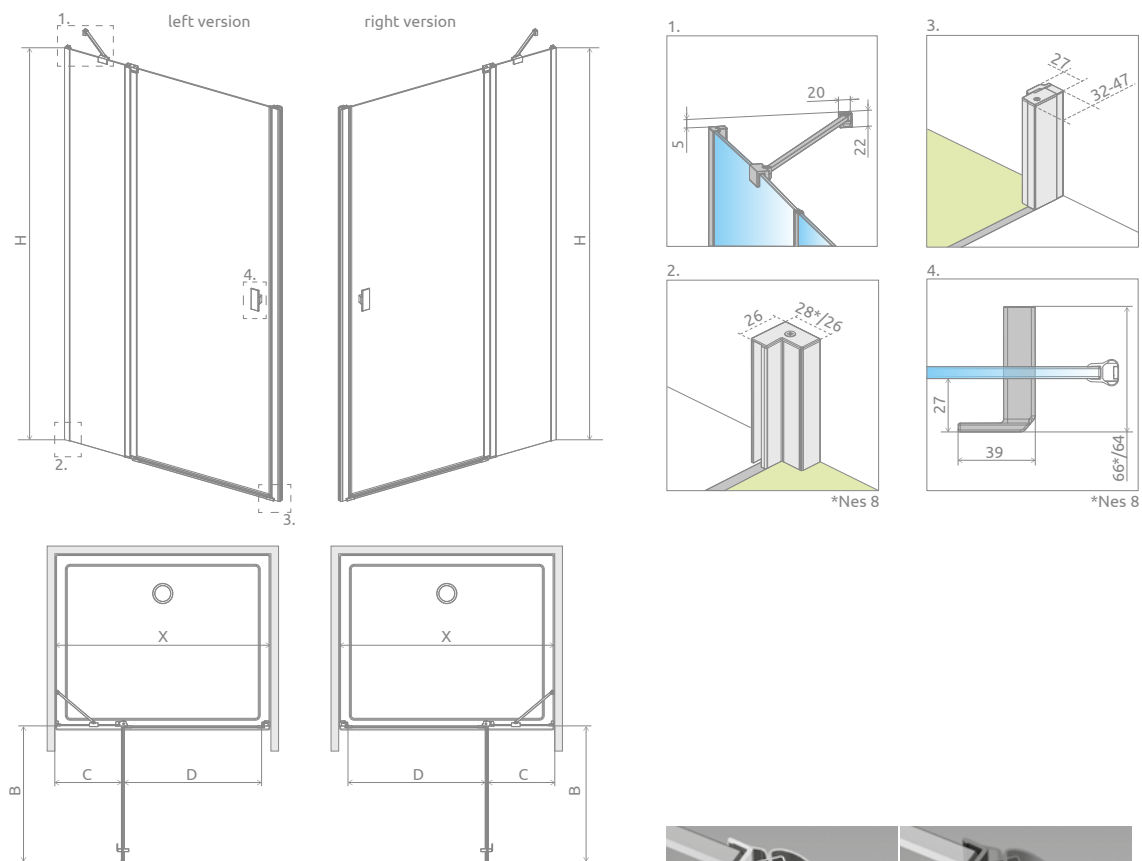 left version
right version
1.
H
4.
2.
3.
H
1.
20
5
22
3.
27
32-47
2.
26
28*/26
*Nes 8
4.
27
39
66*/64
*Nes 8
X
C
D
B
X
D
C
B